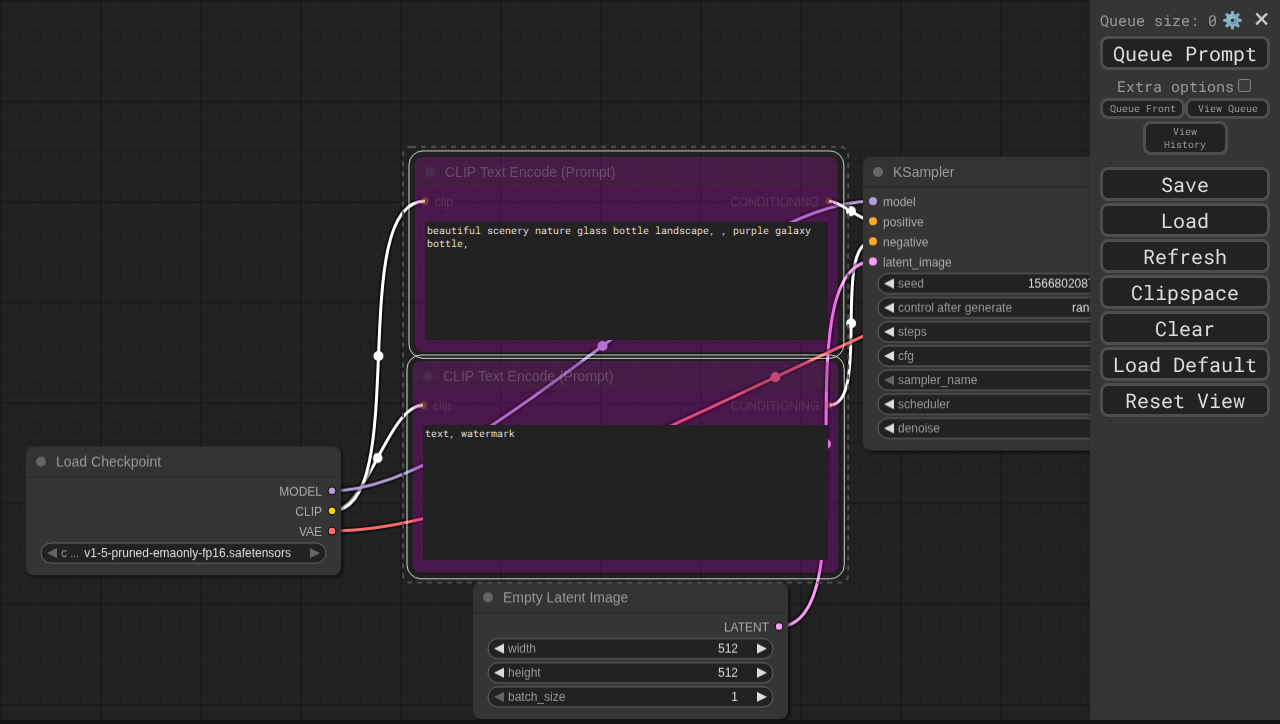 CLIP Text Encode (Prompt)
clip
CONDITIONING
beautiful scenery nature glass bottle landscape, , purple galaxy
bottle,
CLIP Text Encode (Prompt)
clip
CONDITIONING
text, watermark
Load Checkpoint
MODEL
CLIP
VAE
c ... v1-5-pruned-emaonly-fp16.safetensors
Empty Latent Image
LATENT
width 512
height 512
batch_size 1
KSampler
model
positive
negative
latent_image
seed 156680208
control after generate ran
steps
cfg
sampler_name
scheduler
denoise
Queue size: 0
Queue Prompt
Extra options
Queue Front
View Queue
View
History
Save
Load
Refresh
Clipspace
Clear
Load Default
Reset View